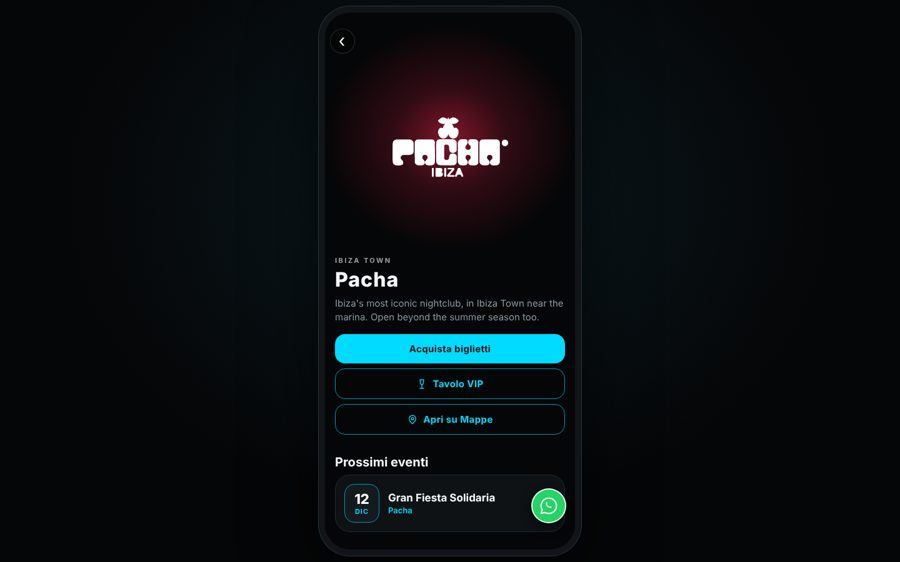 PACHA
IBIZA
IBIZA TOWN
Pacha
Ibiza's most iconic nightclub, in Ibiza Town near the
marina. Open beyond the summer season too.
Acquista biglietti
Tavolo VIP
Apri su Mappe
Prossimi eventi
12
DIC
Gran Fiesta Solidaria
Pacha